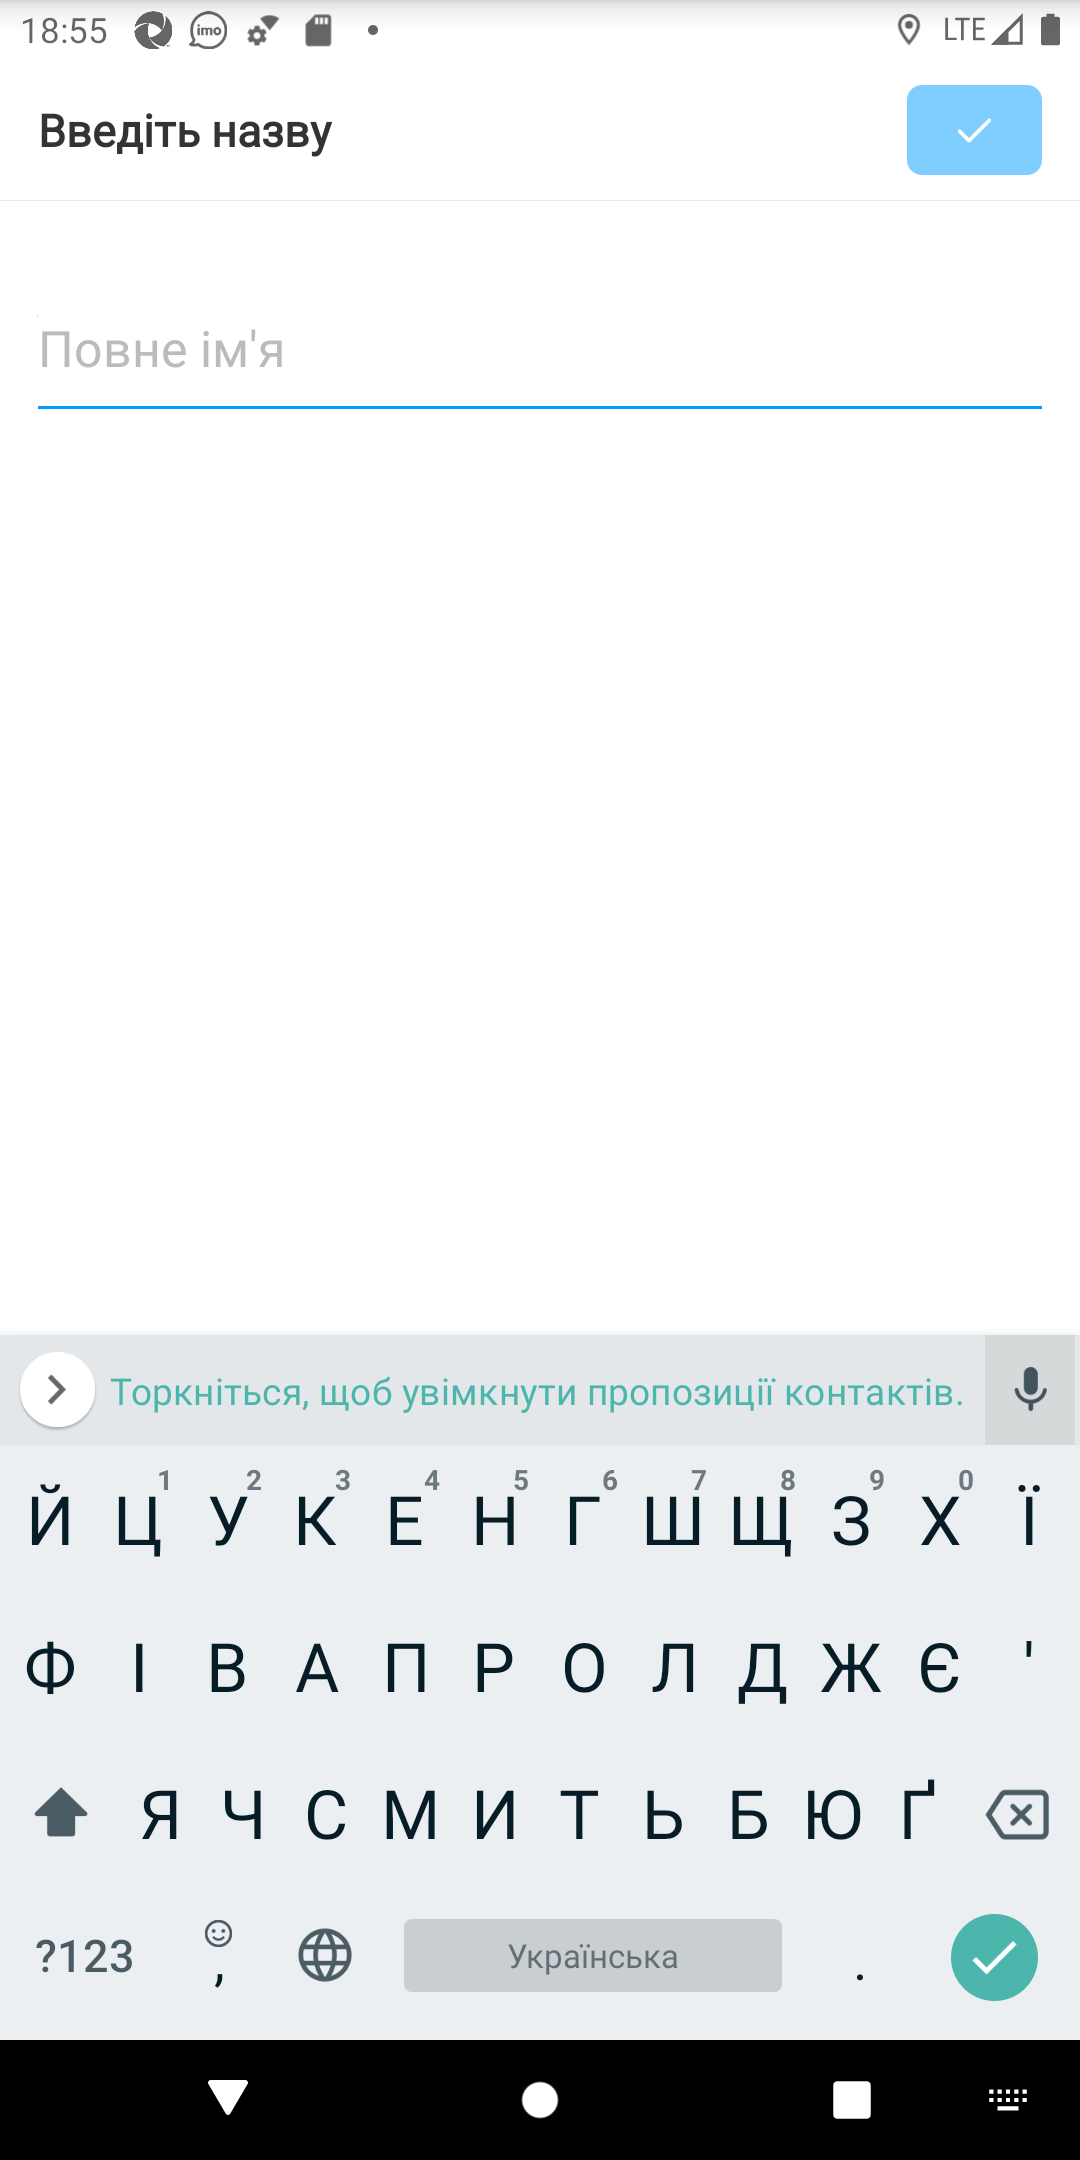 18:55 imo LTE
Введіть назву
Повне ім'я
Торкніться, щоб увімкнути пропозиції контактів.
1 2 3 4 5 6 7 8 9 0
Й Ц У К Е Н Г Ш Щ З Х Ї
Ф І В А П Р О Л Д Ж Є '
Я Ч С М И Т Ь Б Ю Ґ
?123 , Українська .